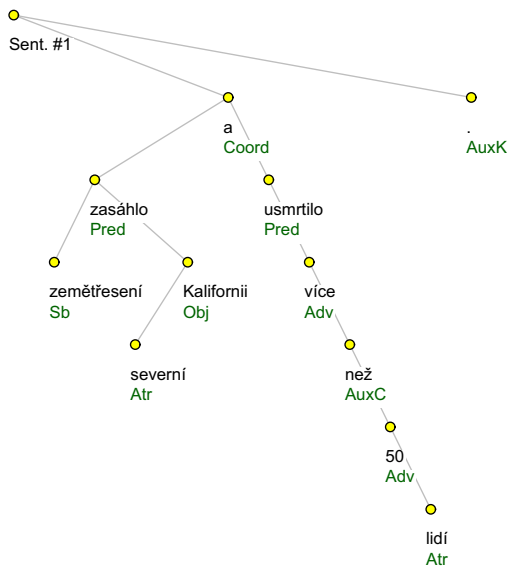 Sent. #1
a
Coord
.
AuxK
zasáhlo
Pred
usmrtilo
Pred
zemětřesení
Sb
Kalifornii
Obj
více
Adv
severní
Atr
než
AuxC
50
Adv
lidí
Atr